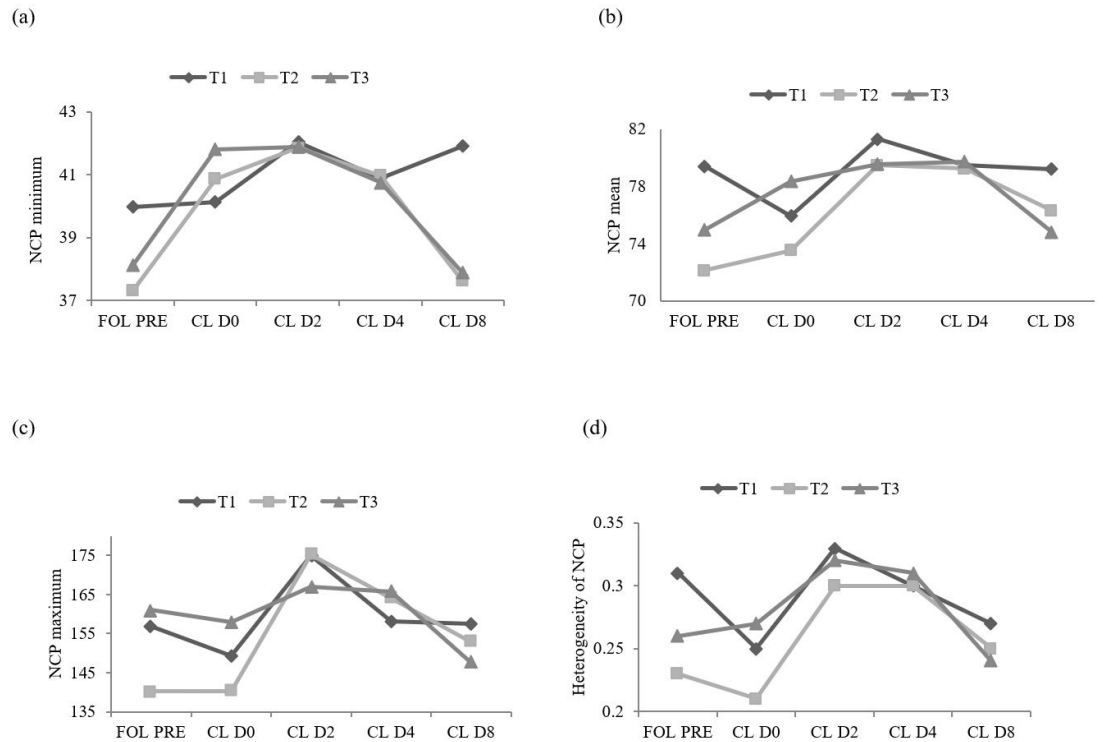 (a)
T1 T2 T3
NCP minimum
43
41
39
37
FOL PRE CL D0 CL D2 CL D4 CL D8
(b)
T1 T2 T3
NCP mean
82
78
74
70
FOL PRE CL D0 CL D2 CL D4 CL D8
(c)
T1 T2 T3
NCP maximum
175
165
155
145
135
FOL PRE CL D0 CL D2 CL D4 CL D8
(d)
T1 T2 T3
Heterogeneity of NCP
0.35
0.3
0.25
0.2
FOL PRE CL D0 CL D2 CL D4 CL D8